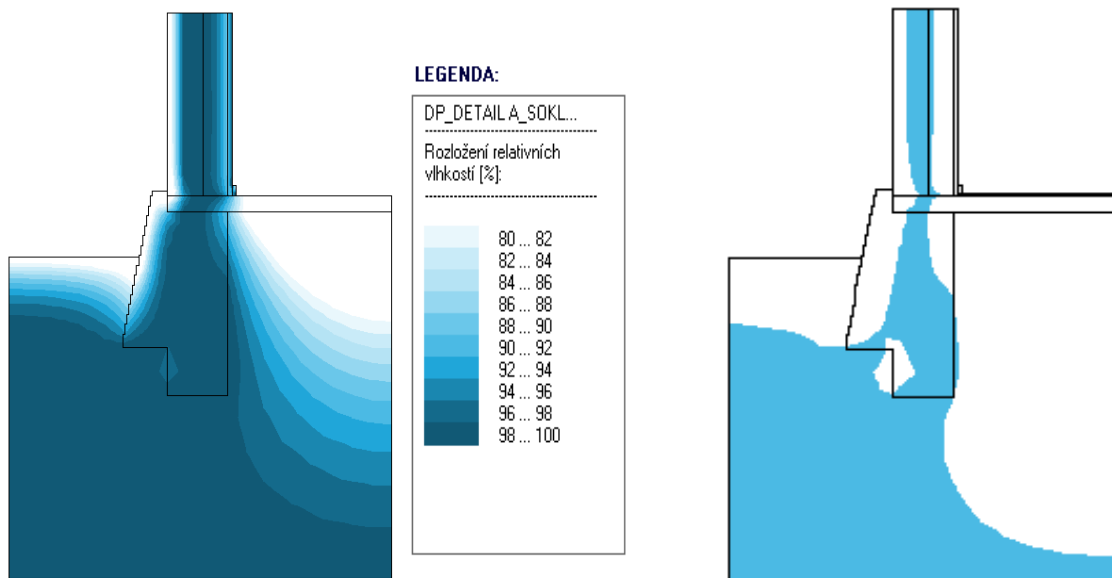 LEGENDA:
DP_DETAIL A_SOKL...
Rozložení relativních
vlhkostí [%]:
80 ... 82
82 ... 84
84 ... 86
86 ... 88
88 ... 90
90 ... 92
92 ... 94
94 ... 96
96 ... 98
98 ... 100